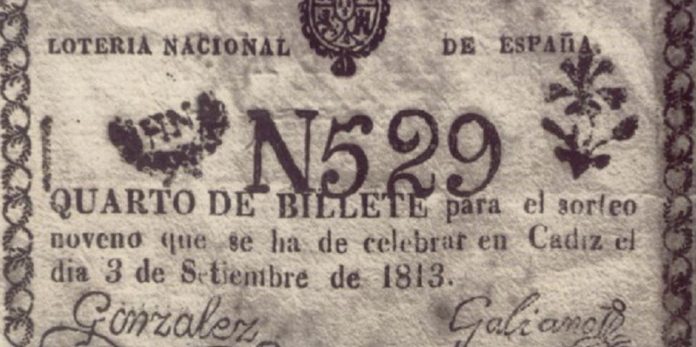 LOTERIA NACIONAL DE ESPAÑA.
N529
QUARTO DE BILLETE para el sorteo
noveno que se ha de celebrar en Cadiz el
dia 3 de Setiembre de 1813.
Gonzalez Galiano